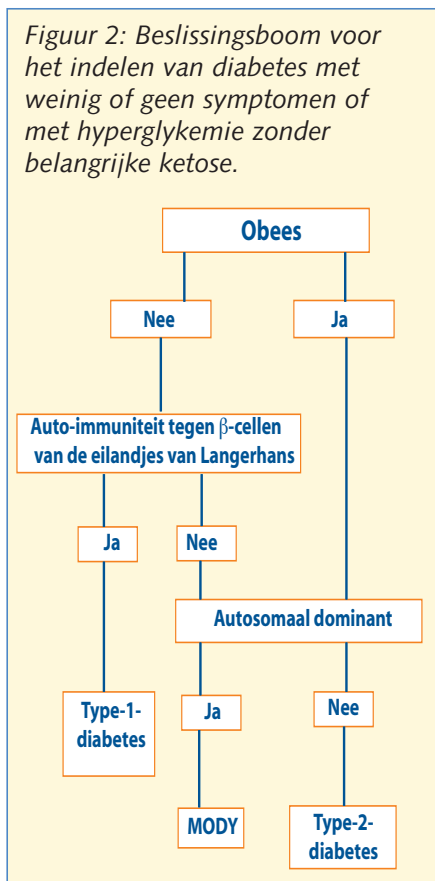 Figuur 2: Beslissingsboom voor
het indelen van diabetes met
weinig of geen symptomen of
met hyperglykemie zonder
belangrijke ketose.
Obees
Nee
Ja
Auto-immuniteit tegen β-cellen
van de eilandjes van Langerhans
Ja
Nee
Autosomaal dominant
Type-1-
diabetes
Ja
Nee
MODY
Type-2-
diabetes